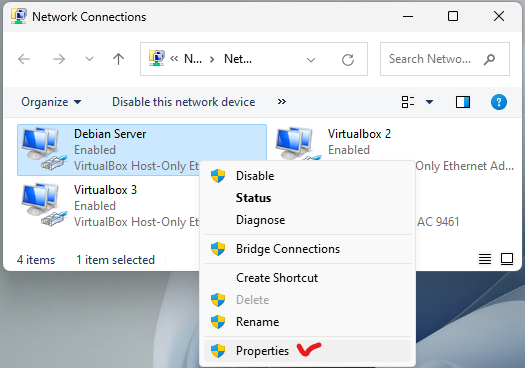 Network Connections
« N... › Net...
Search Netwo...
Organize Disable this network device »
Debian Server
Enabled
VirtualBox Host-Only Et
Virtualbox 2
Enabled
Only Ethernet Ad...
Virtualbox 3
Enabled
VirtualBox Host-Only Et
AC 9461
Disable
Status
Diagnose
Bridge Connections
Create Shortcut
Delete
Rename
Properties
4 items 1 item selected